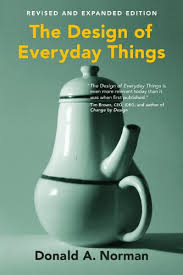 REVISED AND EXPANDED EDITION
The Design of
Everyday Things
"The Design of Everyday Things is
even more relevant today than it
was when first published."
Tim Brown, CEO, IDEO, and author of
Change by Design
Donald A. Norman